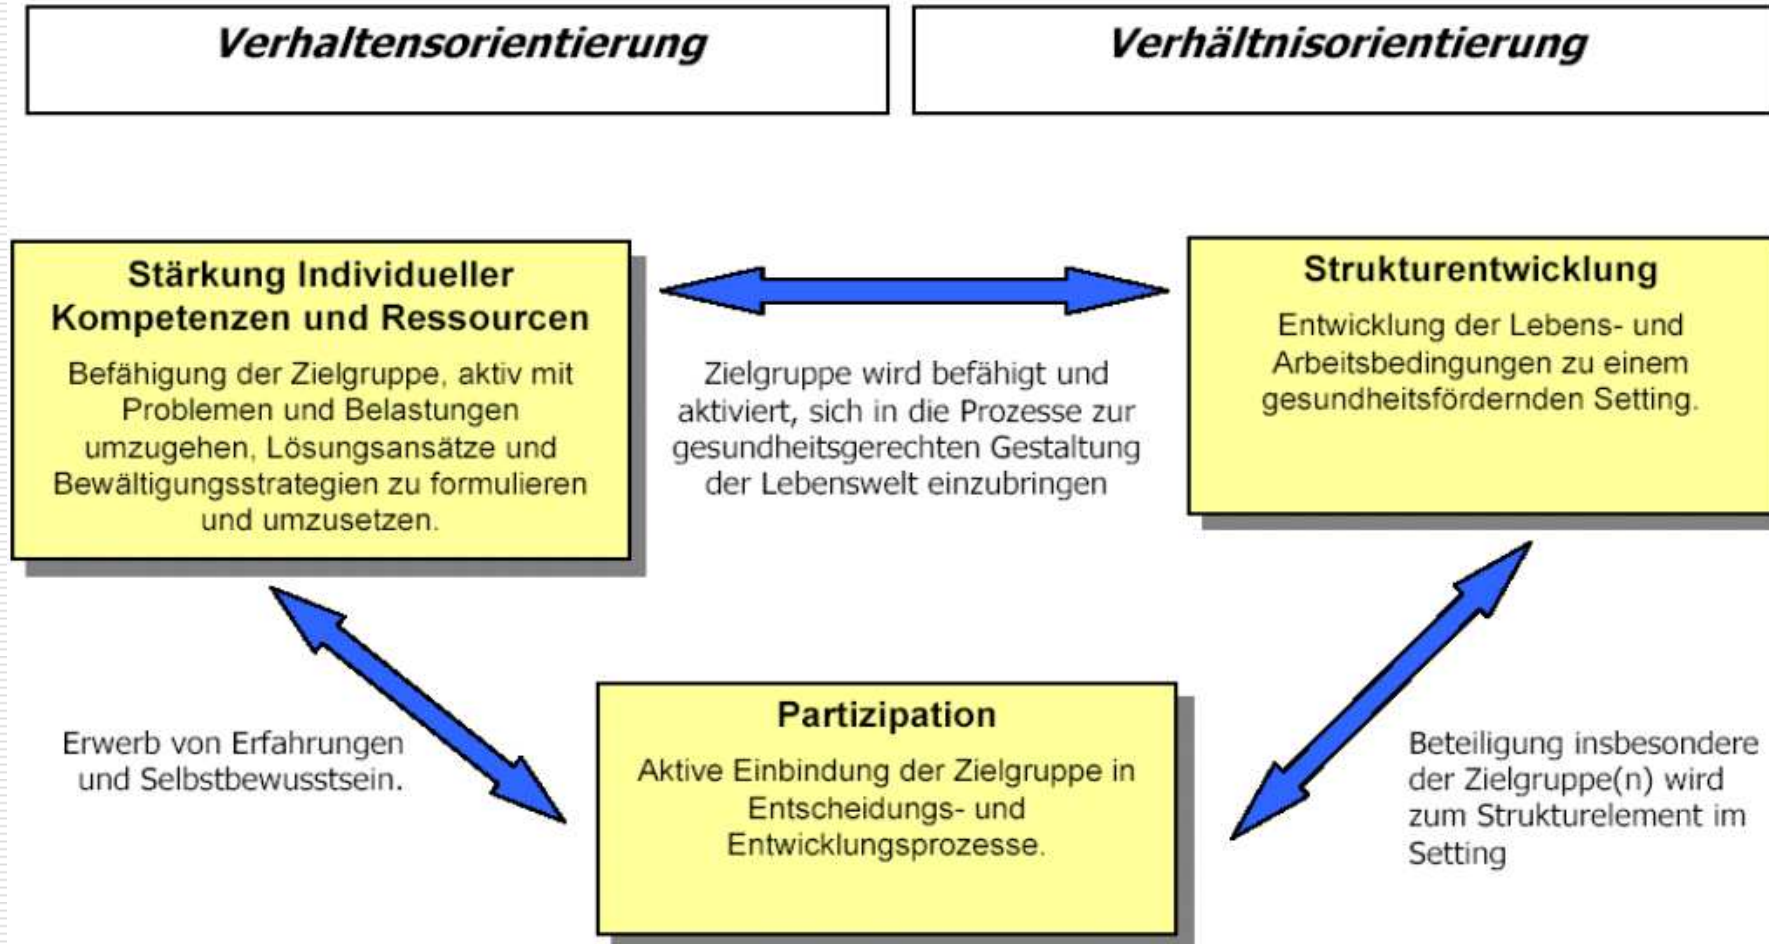 Verhaltensorientierung
Verhältnisorientierung
Stärkung Individueller
Kompetenzen und Ressourcen
Befähigung der Zielgruppe, aktiv mit
Problemen und Belastungen
umzugehen, Lösungsansätze und
Bewältigungsstrategien zu formulieren
und umzusetzen.
Zielgruppe wird befähigt und
aktiviert, sich in die Prozesse zur
gesundheitsgerechten Gestaltung
der Lebenswelt einzubringen
Strukturentwicklung
Entwicklung der Lebens- und
Arbeitsbedingungen zu einem
gesundheitsfördernden Setting.
Erwerb von Erfahrungen
und Selbstbewusstsein.
Partizipation
Aktive Einbindung der Zielgruppe in
Entscheidungs- und
Entwicklungsprozesse.
Beteiligung insbesondere
der Zielgruppe(n) wird
zum Strukturelement im
Setting